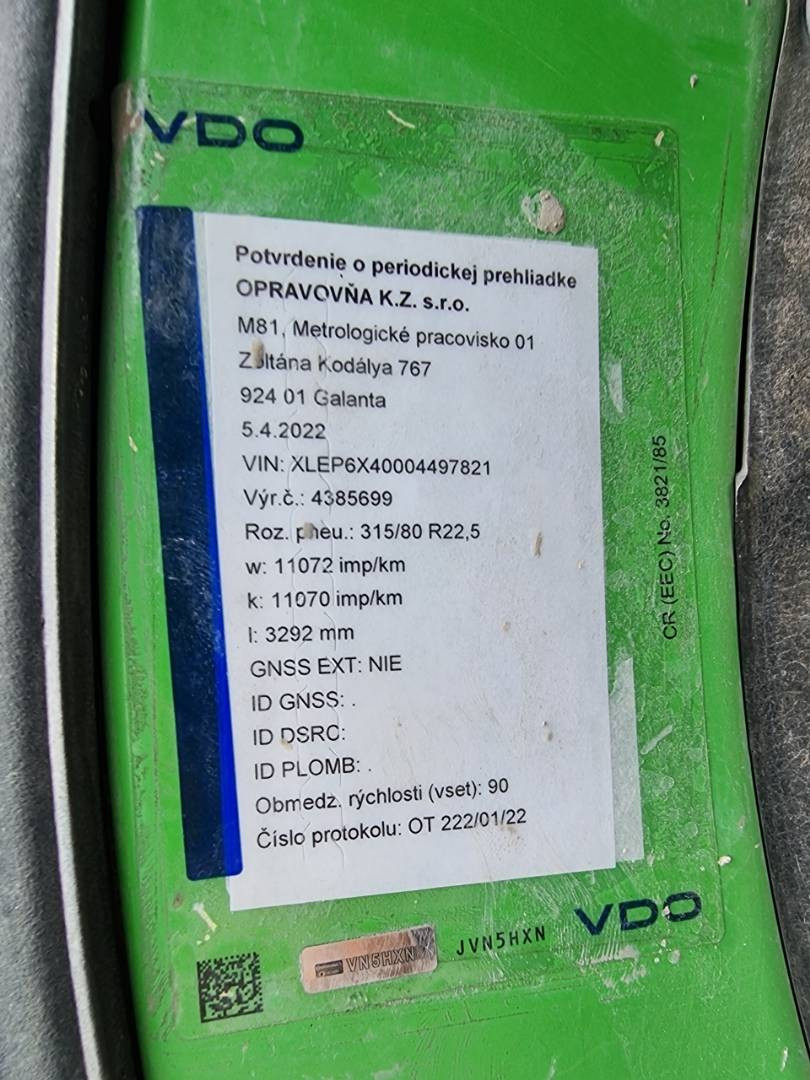 VDO
Potvrdenie o periodickej prehliadke
OPRAVOVŇA K.Z. s.r.o.
M81, Metrologické pracovisko 01
Zoltána Kodálya 767
924 01 Galanta
5.4.2022
VIN: XLEP6X40004497821
Výr.č.: 4385699
Roz. pneu.: 315/80 R22,5
w: 11072 imp/km
k: 11070 imp/km
l: 3292 mm
GNSS EXT: NIE
ID GNSS: .
ID DSRC:
ID PLOMB: .
Obmedz. rýchlosti (vset): 90
Číslo protokolu: OT 222/01/22
CR (EEC) No. 3821/85
VN5HXN
JVN5HXN
VDO